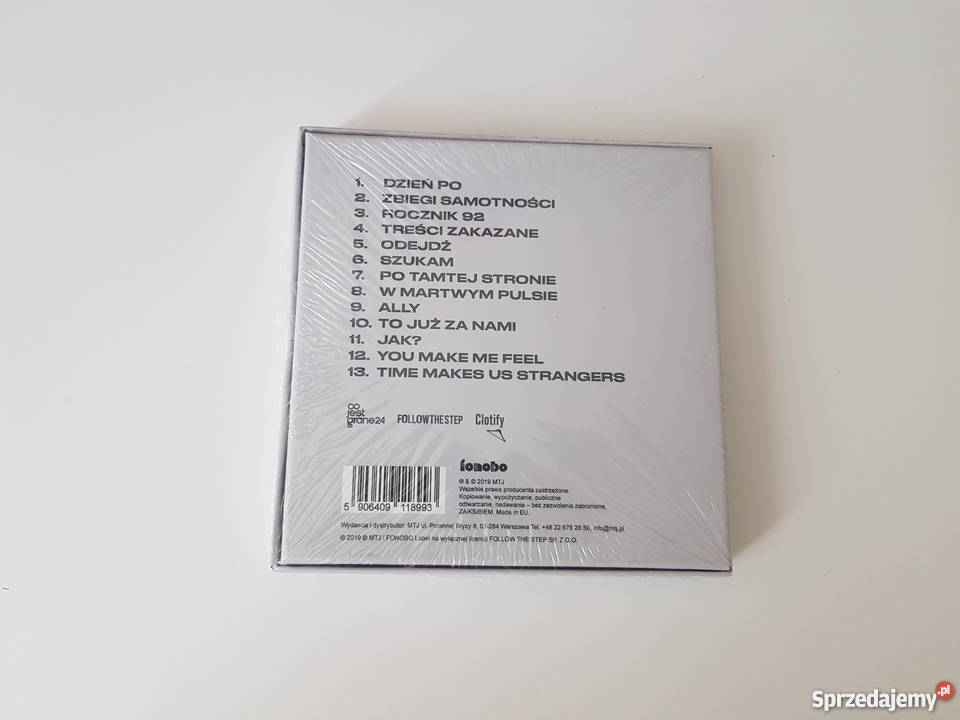 1. DZIEŃ PO
2. ZBIEGI SAMOTNOŚCI
3. ROCZNIK 92
4. TREŚCI ZAKAZANE
5. ODEJDŹ
6. SZUKAM
7. PO TAMTEJ STRONIE
8. W MARTWYM PULSIE
9. ALLY
10. TO JUŻ ZA NAMI
11. JAK?
12. YOU MAKE ME FEEL
13. TIME MAKES US STRANGERS
co
jest
grane24
FOLLOWTHESTEP
Clotify
fonobo
℗ & © 2019 MTJ
Wszelkie prawa producenta zastrzeżone.
Kopiowanie, wypożyczanie, publiczne
odtwarzanie, nadawanie – bez zezwolenia zabronione,
ZAiKS/BIEM. Made in EU.
5 906409 118993
Wydawca i dystrybutor: MTJ ul. Porannej Bryzy 8, 03-284 Warszawa Tel. +48 22 675 28 50, info@mtj.pl
℗ 2019 © MTJ i FONOBO Label na wyłącznej licencji FOLLOW THE STEP SP. Z O.O.
Sprzedajemy.pl